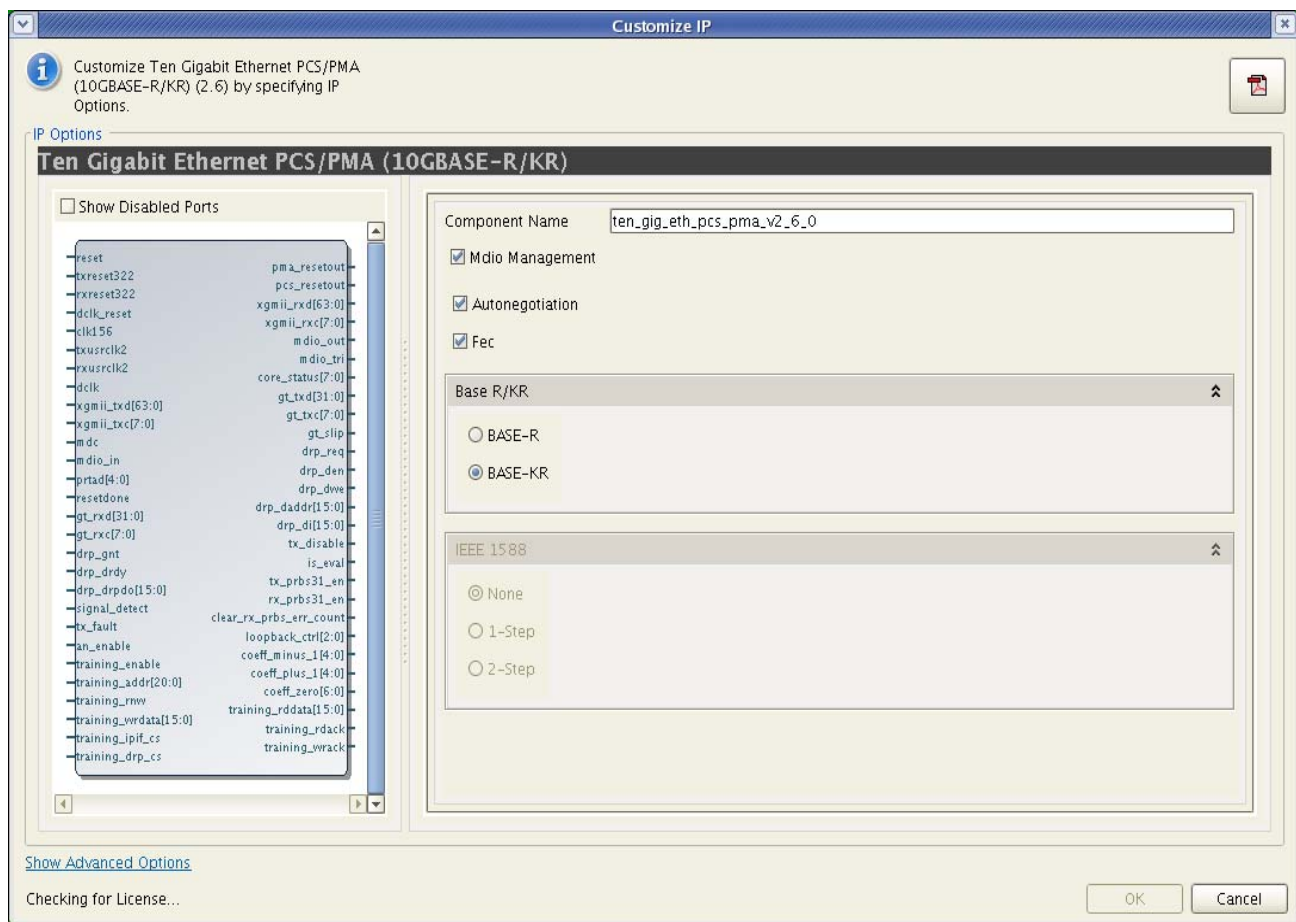 Customize IP
Customize Ten Gigabit Ethernet PCS/PMA
(10GBASE-R/KR) (2.6) by specifying IP
Options.
IP Options
Ten Gigabit Ethernet PCS/PMA (10GBASE-R/KR)
Show Disabled Ports
reset
txreset322
rxreset322
dclk_reset
clk156
txusrclk2
rxusrclk2
dclk
xgmii_txd[63:0]
xgmii_txc[7:0]
mdc
mdio_in
prtad[4:0]
resetdone
gt_rxd[31:0]
gt_rxc[7:0]
drp_gnt
drp_drdy
drp_drpdo[15:0]
signal_detect
tx_fault
an_enable
training_enable
training_addr[20:0]
training_rnw
training_wrdata[15:0]
training_ipif_cs
training_drp_cs
pma_resetout
pcs_resetout
xgmii_rxd[63:0]
xgmii_rxc[7:0]
mdio_out
mdio_tri
core_status[7:0]
gt_txd[31:0]
gt_txc[7:0]
gt_slip
drp_req
drp_den
drp_dwe
drp_daddr[15:0]
drp_di[15:0]
tx_disable
is_eval
tx_prbs31_en
rx_prbs31_en
clear_rx_prbs_err_count
loopback_ctrl[2:0]
coeff_minus_1[4:0]
coeff_plus_1[4:0]
coeff_zero[6:0]
training_rddata[15:0]
training_rdack
training_wrack
Component Name ten_gig_eth_pcs_pma_v2_6_0
Mdio Management
Autonegotiation
Fec
Base R/KR
BASE-R
BASE-KR
IEEE 1588
None
1-Step
2-Step
Show Advanced Options
Checking for License...
OK Cancel